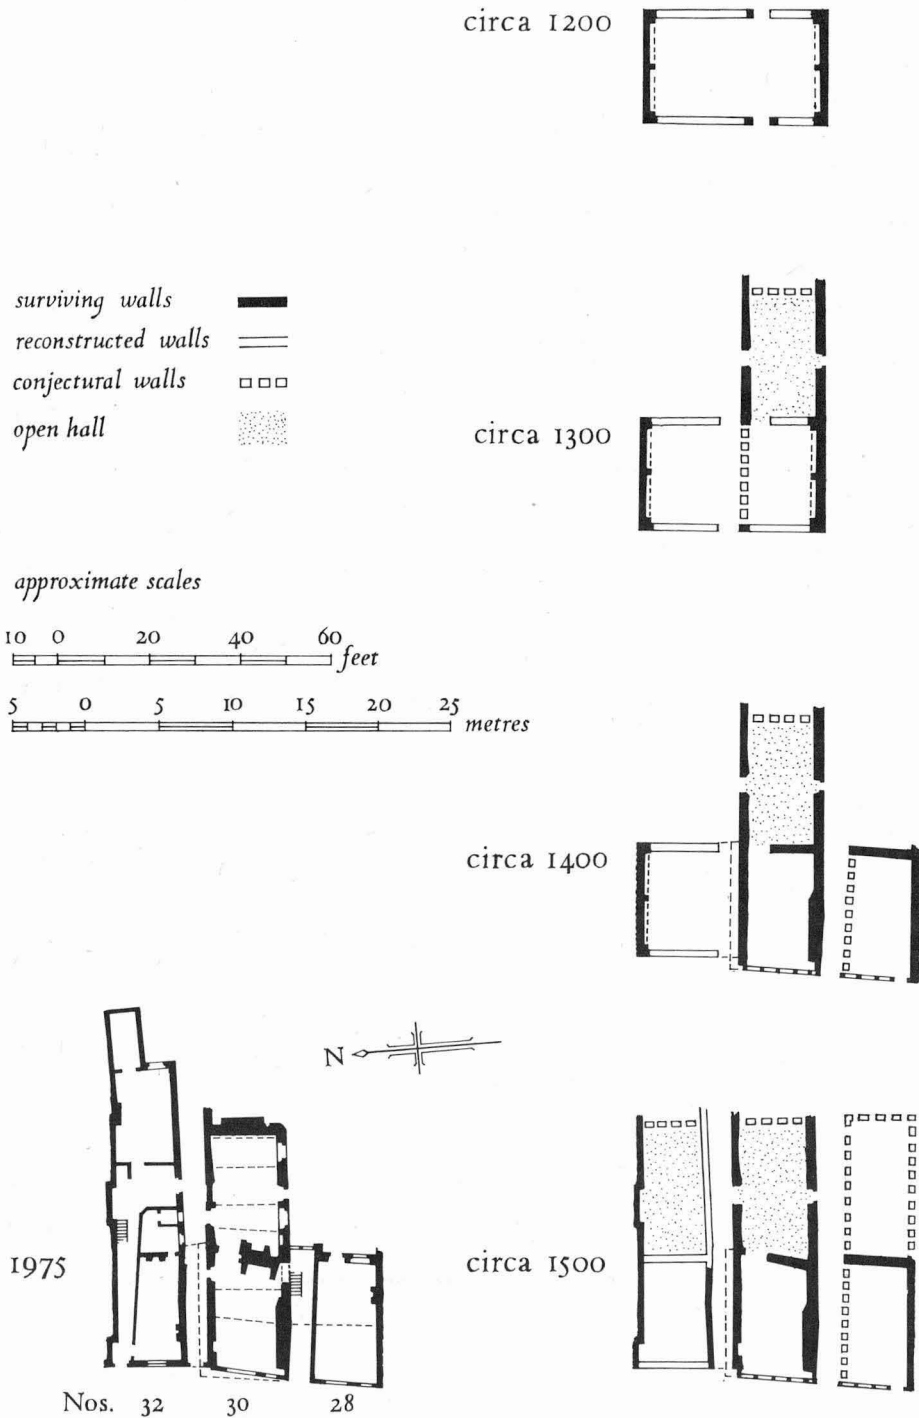 circa 1200
surviving walls
reconstructed walls
conjectural walls
open hall
circa 1300
approximate scales
10 0 20 40 60
feet
5 0 5 10 15 20 25
metres
circa 1400
N
1975
circa 1500
Nos. 32 30 28